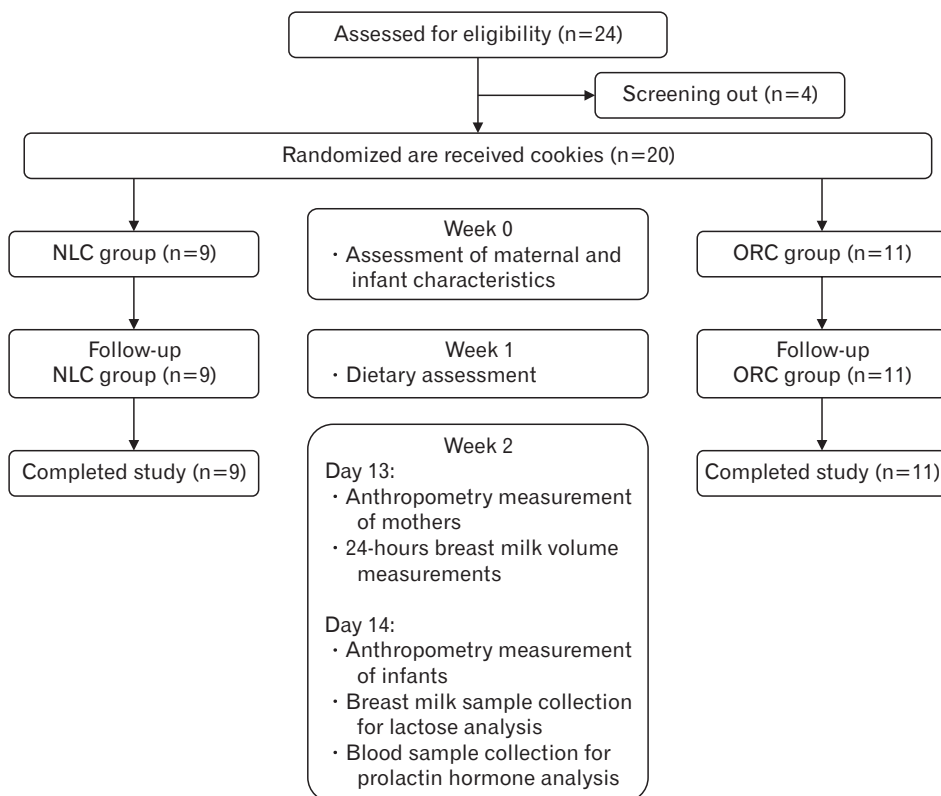 Assessed for eligibility (n=24)
Screening out (n=4)
Randomized are received cookies (n=20)
NLC group (n=9)
Week 0
· Assessment of maternal and
infant characteristics
ORC group (n=11)
Follow-up
NLC group (n=9)
Week 1
· Dietary assessment
Follow-up
ORC group (n=11)
Completed study (n=9)
Week 2
Day 13:
· Anthropometry measurement
of mothers
· 24-hours breast milk volume
measurements
Day 14:
· Anthropometry measurement
of infants
· Breast milk sample collection
for lactose analysis
· Blood sample collection for
prolactin hormone analysis
Completed study (n=11)